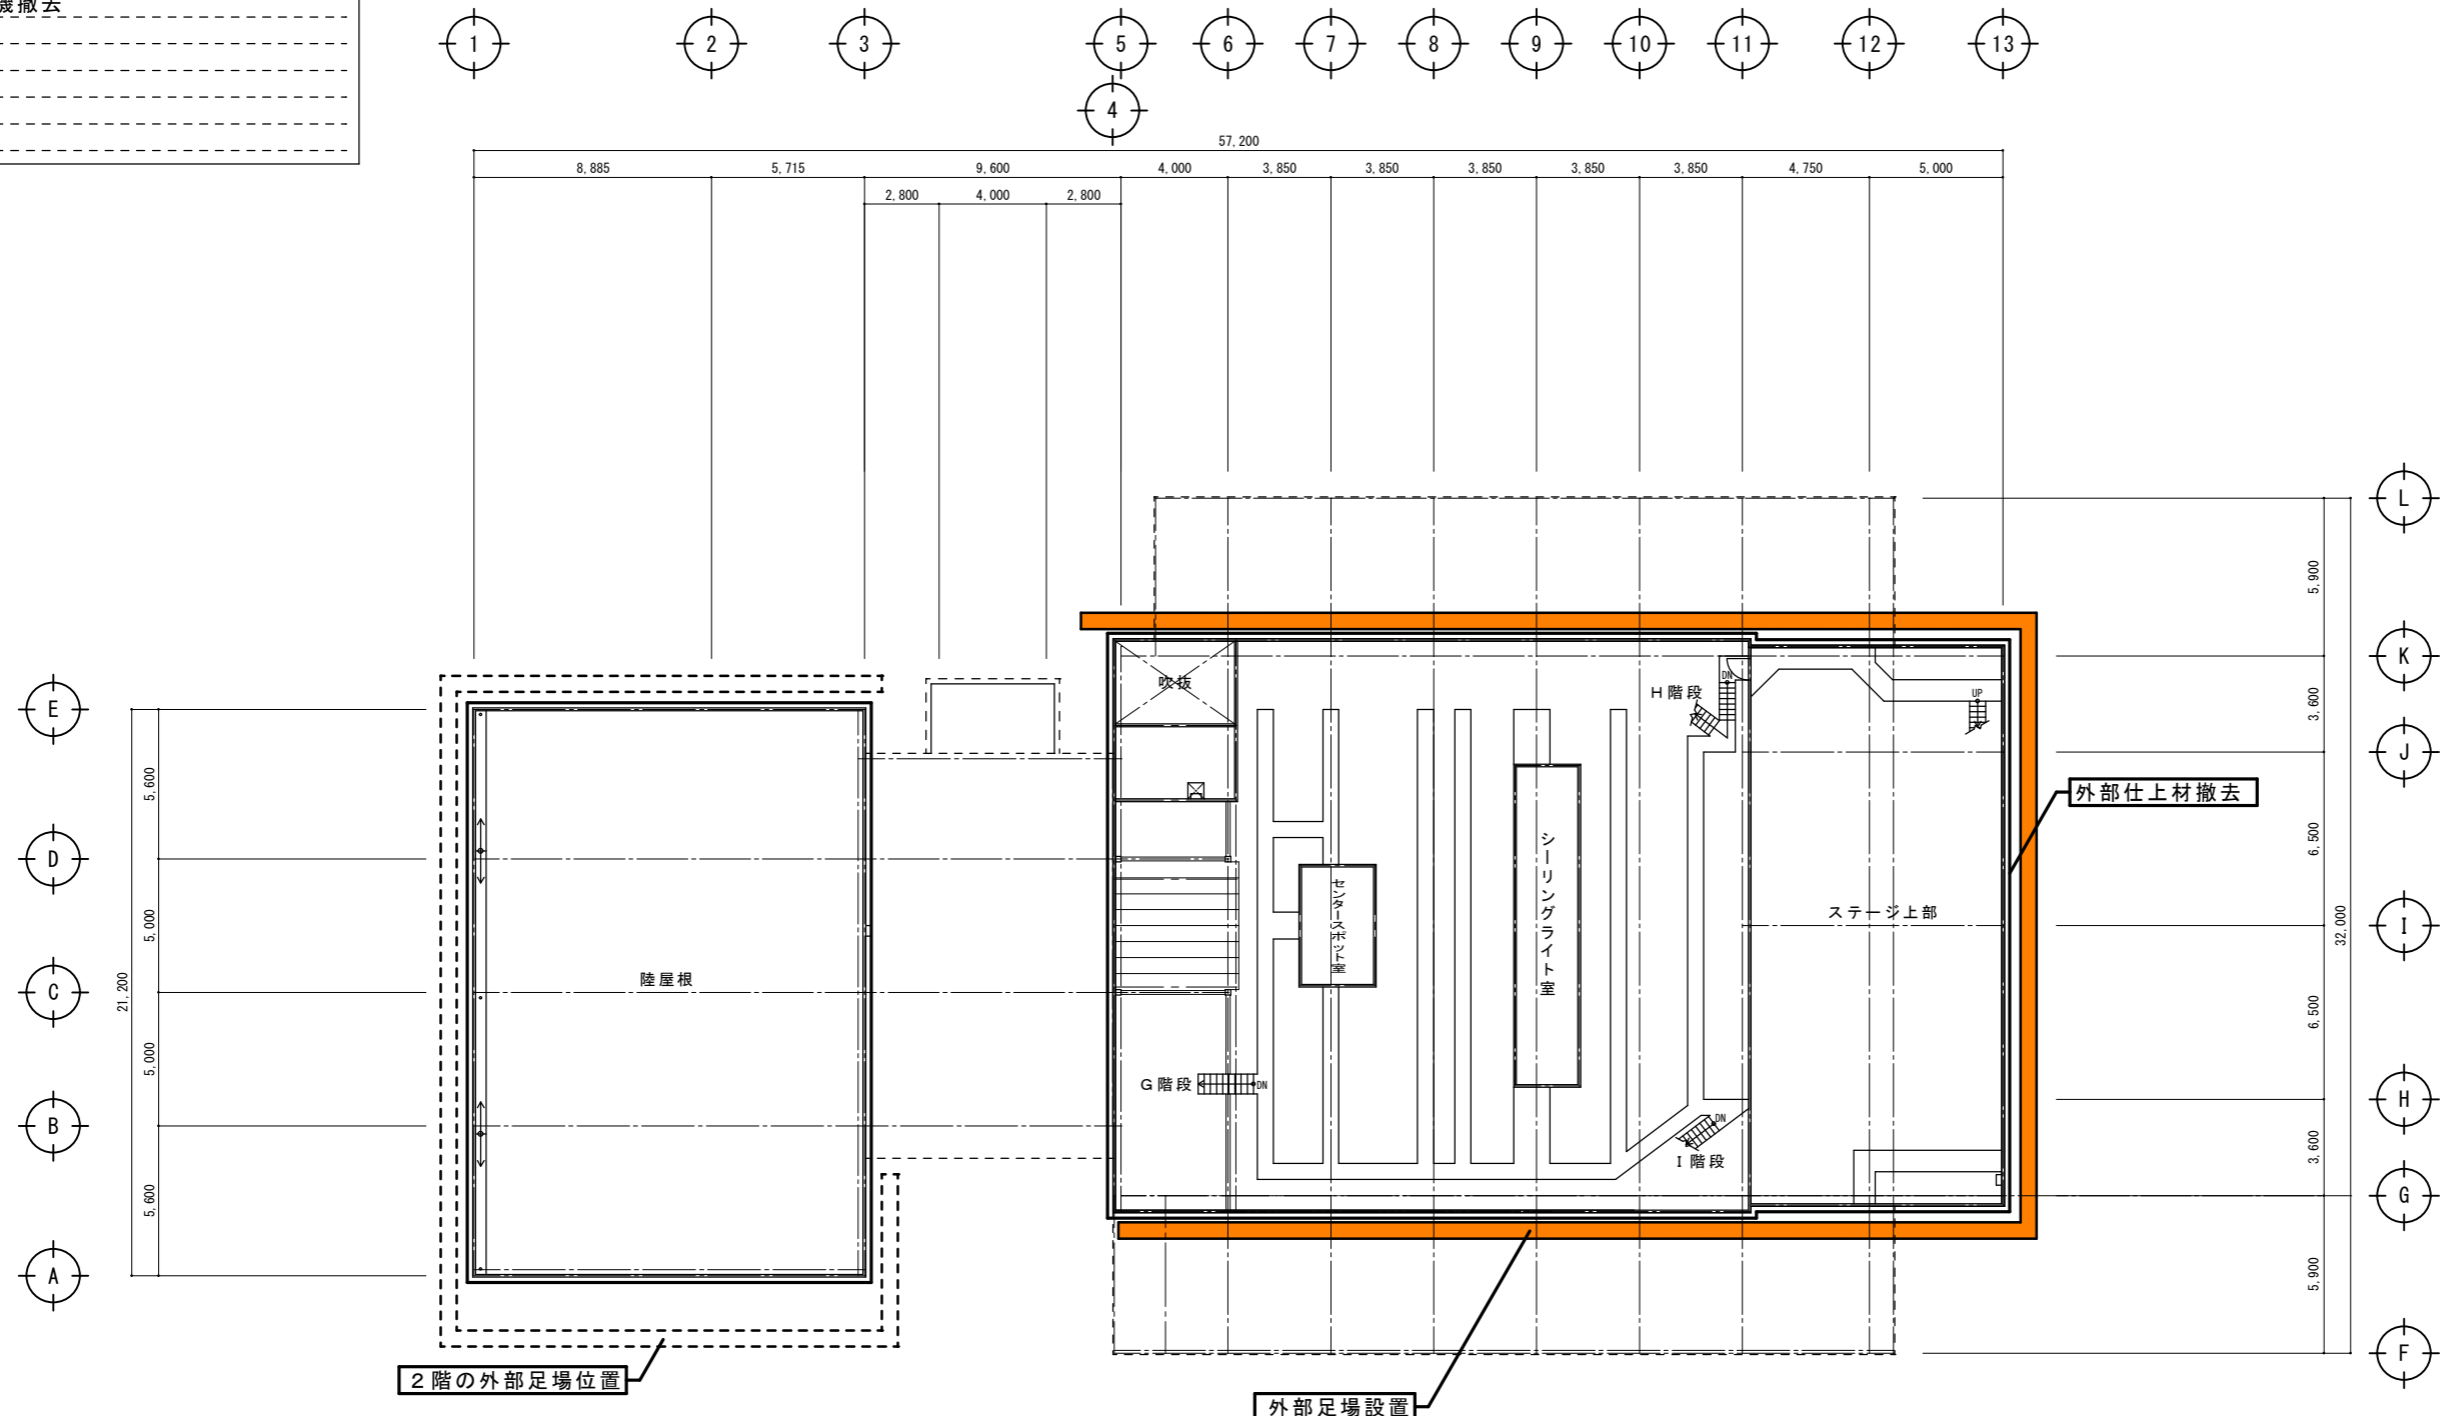 機撤去
1 2 3 5 6 7 8 9 10 11 12 13
4
57,200
8,885 5,715 9,600 4,000 3,850 3,850 3,850 3,850 3,850 4,750 5,000
2,800 4,000 2,800
L
5,900
K
吹抜
H階段
DN
UP
3,600
E
J
5,600
外部仕上材撤去
シーリングライト室
6,500
D
センタースポット室
ステージ上部
5,000
I
32,000
陸屋根
C
21,200
6,500
5,000
G階段
DN
H
B
DN
I階段
3,600
5,600
G
A
5,900
F
2階の外部足場位置
外部足場設置